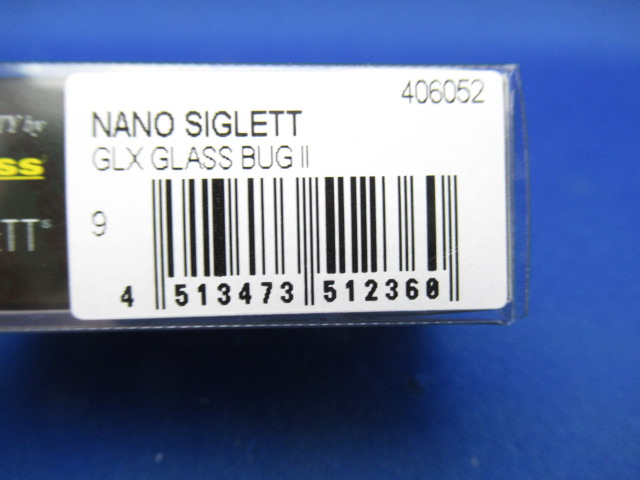 406052
NANO SIGLETT
GLX GLASS BUG II
9
4 513473 512360